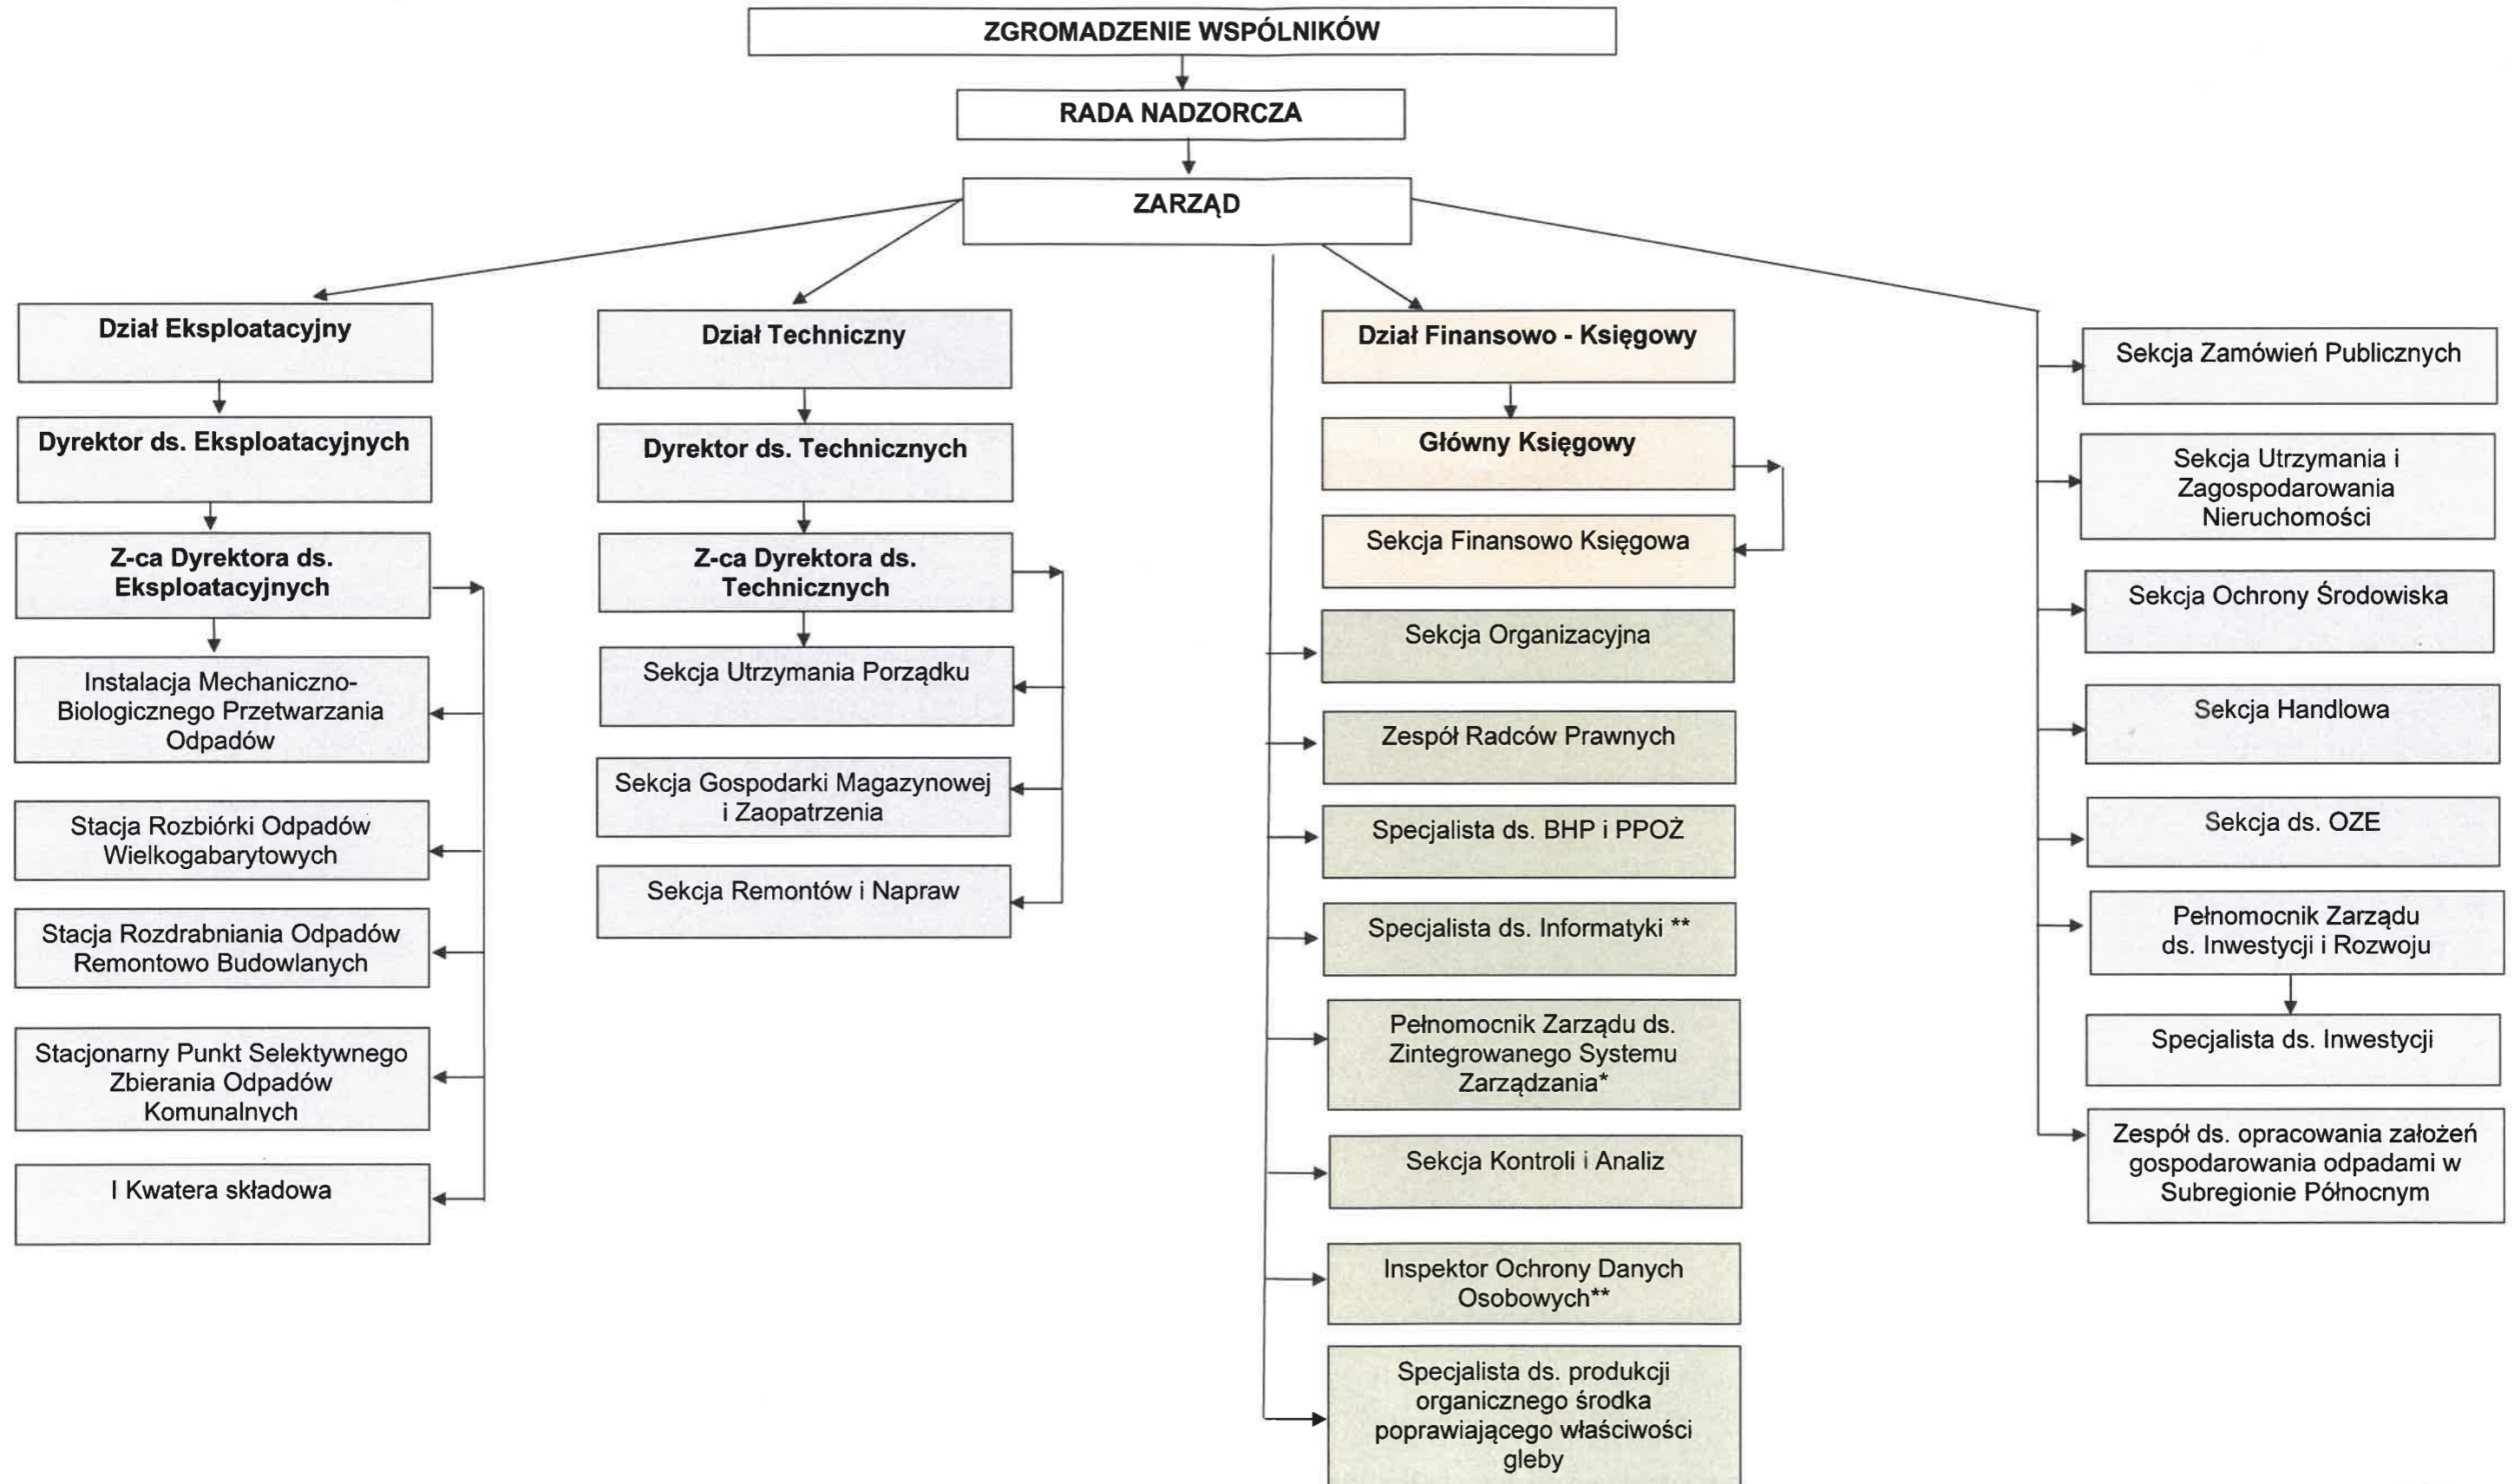 ZGROMADZENIE WSPÓLNIKÓW
RADA NADZORCZA
ZARZĄD
Dział Eksploatacyjny
Dyrektor ds. Eksploatacyjnych
Z-ca Dyrektora ds.
Eksploatacyjnych
Instalacja Mechaniczno-
Biologicznego Przetwarzania
Odpadów
Stacja Rozbiórki Odpadów
Wielkogabarytowych
Stacja Rozdrabniania Odpadów
Remontowo Budowlanych
Stacjonarny Punkt Selektywnego
Zbierania Odpadów
Komunalnych
I Kwatera składowa
Dział Techniczny
Dyrektor ds. Technicznych
Z-ca Dyrektora ds.
Technicznych
Sekcja Utrzymania Porządku
Sekcja Gospodarki Magazynowej
i Zaopatrzenia
Sekcja Remontów i Napraw
Dział Finansowo - Księgowy
Główny Księgowy
Sekcja Finansowo Księgowa
Sekcja Organizacyjna
Zespół Radców Prawnych
Specjalista ds. BHP i PPOŻ
Specjalista ds. Informatyki **
Pełnomocnik Zarządu ds.
Zintegrowanego Systemu
Zarządzania*
Sekcja Kontroli i Analiz
Inspektor Ochrony Danych
Osobowych**
Specjalista ds. produkcji
organicznego środka
poprawiającego właściwości
gleby
Sekcja Zamówień Publicznych
Sekcja Utrzymania i
Zagospodarowania
Nieruchomości
Sekcja Ochrony Środowiska
Sekcja Handlowa
Sekcja ds. OZE
Pełnomocnik Zarządu
ds. Inwestycji i Rozwoju
Specjalista ds. Inwestycji
Zespół ds. opracowania założeń
gospodarowania odpadami w
Subregionie Północnym